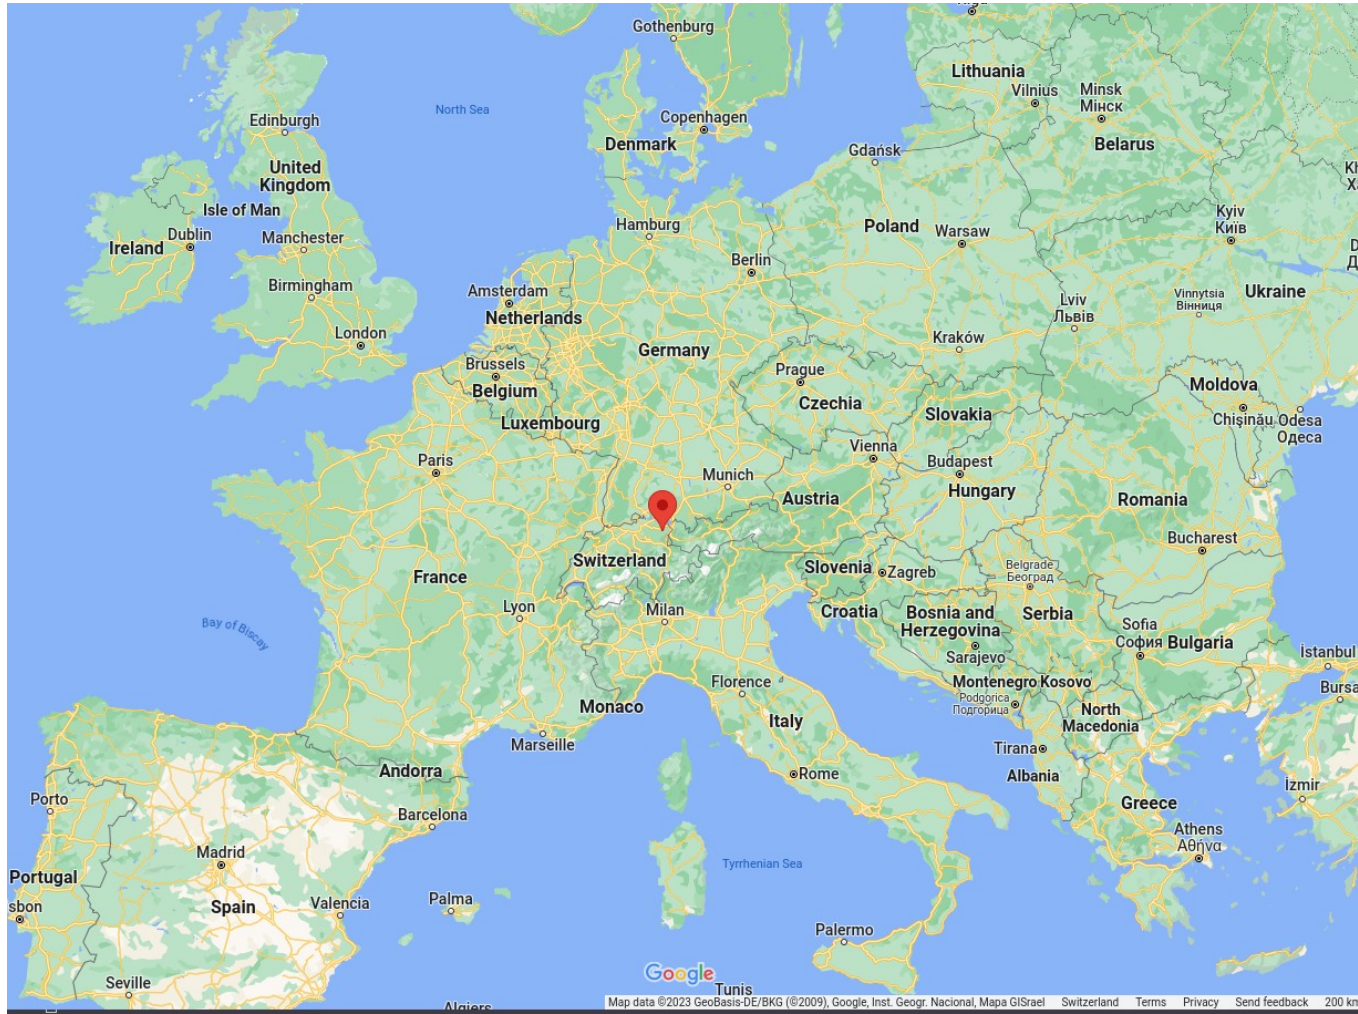 Gothenburg
Lithuania
Vilnius
Minsk
Мінск
North Sea
Copenhagen
Edinburgh
Denmark
Belarus
Gdańsk
United
Kingdom
Isle of Man
Hamburg
Poland
Warsaw
Kyiv
Київ
Dublin
Ireland
Manchester
Berlin
Birmingham
Amsterdam
Netherlands
Lviv
Львів
Vinnytsia
Вінниця
Ukraine
London
Kraków
Germany
Brussels
Belgium
Prague
Czechia
Moldova
Slovakia
Chișinău
Odesa
Одеса
Luxembourg
Vienna
Paris
Budapest
Munich
Austria
Hungary
Romania
Bucharest
Switzerland
France
Slovenia
Zagreb
Belgrade
Београд
Lyon
Milan
Croatia
Bosnia and
Herzegovina
Serbia
Bay of Biscay
Sofia
София
Bulgaria
Sarajevo
İstanbul
Florence
Montenegro
Kosovo
Bursa
Podgorica
Подгорица
Monaco
Italy
North
Macedonia
Marseille
Tirana
Andorra
Rome
Albania
İzmir
Porto
Barcelona
Greece
Athens
Αθήνα
Madrid
Tyrrhenian Sea
Portugal
Palma
Valencia
Spain
sbon
Palermo
Seville
Google
Tunis
Map data ©2023 GeoBasis-DE/BKG (©2009), Google, Inst. Geogr. Nacional, Mapa GISrael Switzerland Terms Privacy Send feedback 200 km